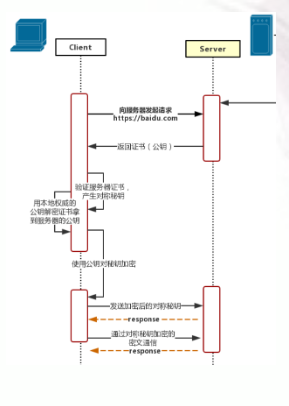 Client
Server
向服务器发起请求
https://baidu.com
返回证书（公钥）
验证服务器证书，
产生对称秘钥
用本地权威的
公钥解密证书拿
到服务器的公钥
使用公钥对秘钥加密
发送加密后的对称秘钥
response
通过对称秘钥加密的
密文通信
response